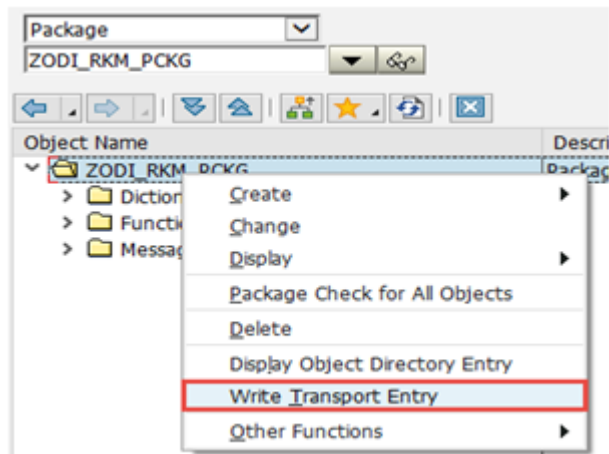 Package
ZODI_RKM_PCKG
Object Name Descri
ZODI_RKM_PCKG Packag
Diction
Functi
Messag
Create
Change
Display
Package Check for All Objects
Delete
Display Object Directory Entry
Write Transport Entry
Other Functions